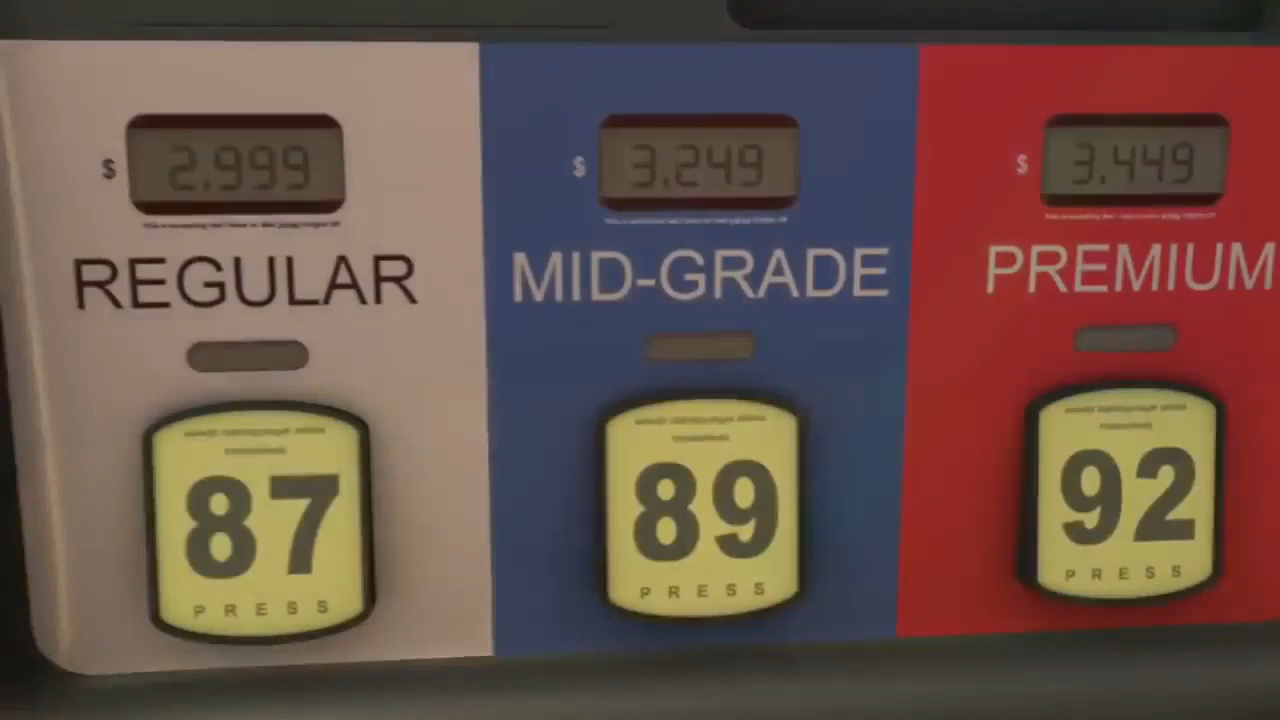 $ 2.999
REGULAR
87
PRESS
$ 3.249
MID-GRADE
89
PRESS
$ 3.449
PREMIUM
92
PRESS